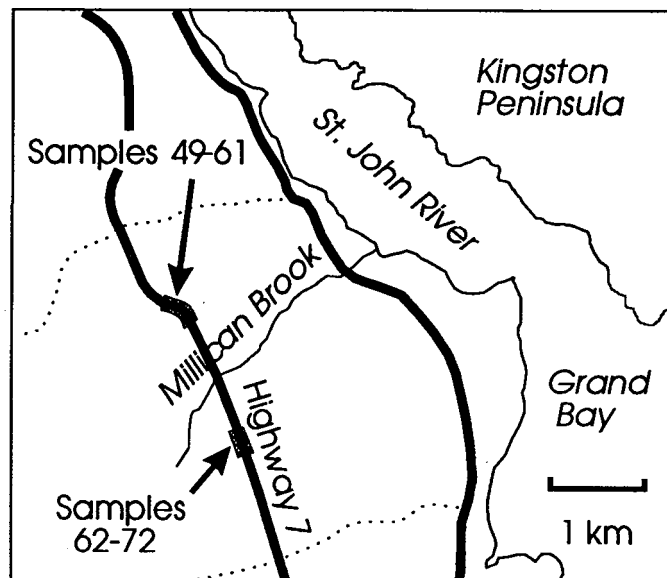 Kingston
Peninsula
St. John River
Samples 49-61
Millican Brook
Grand
Bay
Highway 7
Samples
62-72
1 km